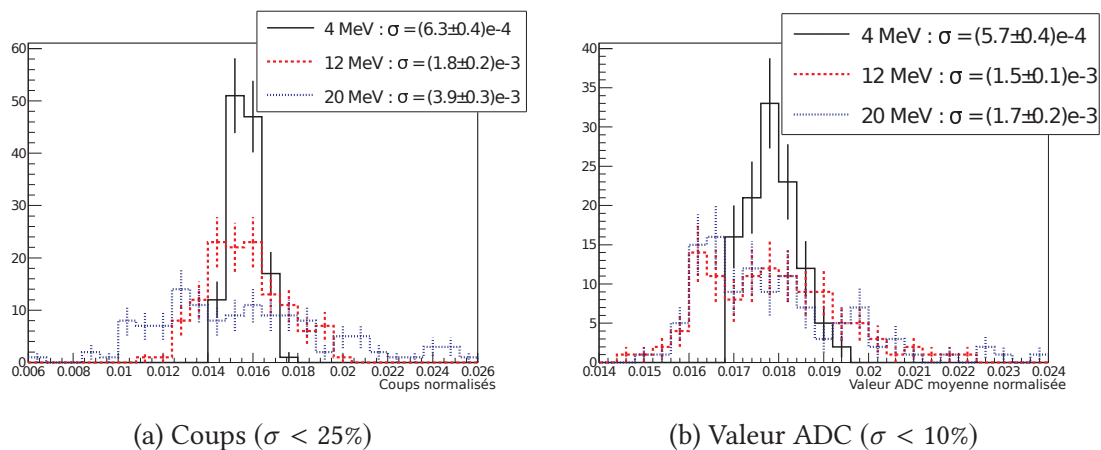 4 MeV : σ =(6.3±0.4)e-4
12 MeV : σ =(1.8±0.2)e-3
20 MeV : σ =(3.9±0.3)e-3
60
50
40
30
20
10
0
0.006 0.008 0.01 0.012 0.014 0.016 0.018 0.02 0.022 0.024 0.026
Coups normalisés
(a) Coups (σ < 25%)
4 MeV : σ =(5.7±0.4)e-4
12 MeV : σ =(1.5±0.1)e-3
20 MeV : σ =(1.7±0.2)e-3
40
35
30
25
20
15
10
5
0
0.014 0.015 0.016 0.017 0.018 0.019 0.02 0.021 0.022 0.023 0.024
Valeur ADC moyenne normalisée
(b) Valeur ADC (σ < 10%)